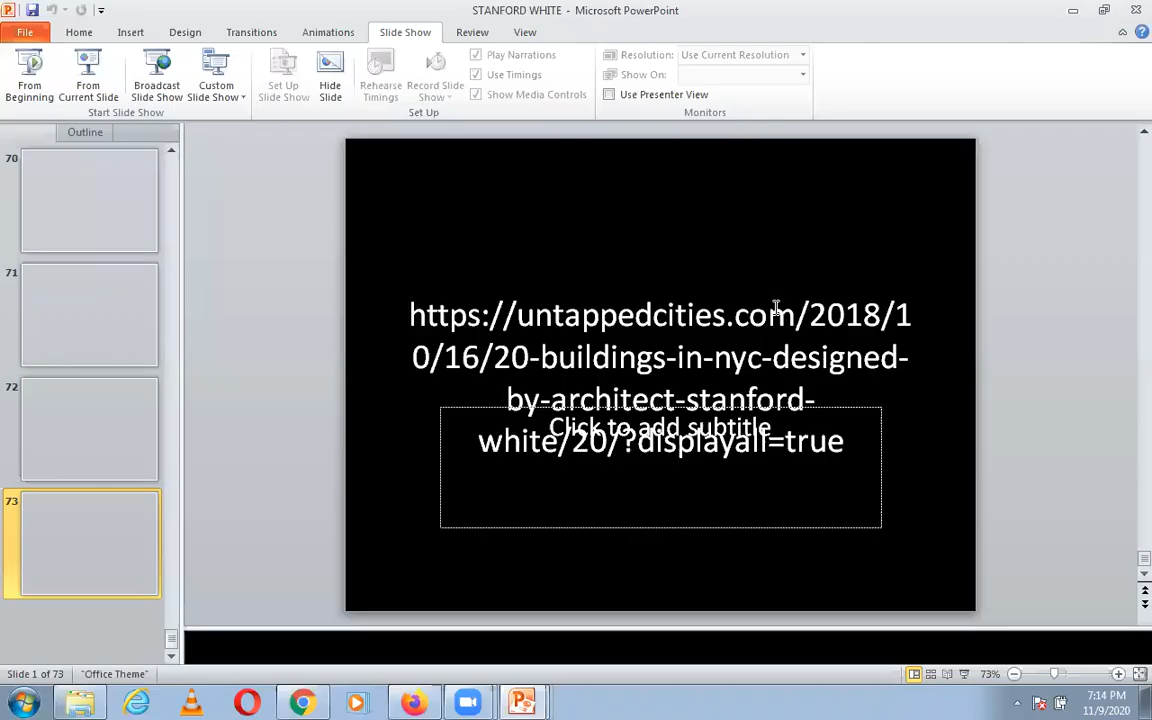 STANFORD WHITE - Microsoft PowerPoint
File Home Insert Design Transitions Animations Slide Show Review View
From Beginning
From Current Slide
Broadcast Slide Show
Custom Slide Show
Set Up Slide Show
Hide Slide
Rehearse Timings
Record Slide Show
Play Narrations
Use Timings
Show Media Controls
Resolution: Use Current Resolution
Show On:
Use Presenter View
Start Slide Show
Set Up
Monitors
Outline
70
71
72
73
https://untappedcities.com/2018/1
0/16/20-buildings-in-nyc-designed-
by-architect-stanford-
Click to add subtitle
white/20/?displayall=true
Slide 1 of 73 "Office Theme" 73%
7:14 PM
11/9/2020